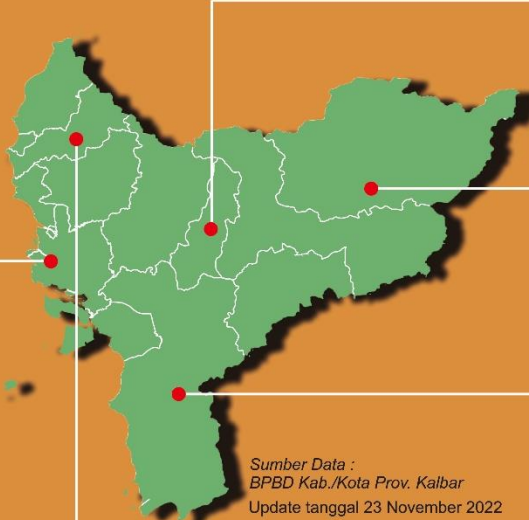 Sumber Data :
BPBD Kab./Kota Prov. Kalbar
Update tanggal 23 November 2022